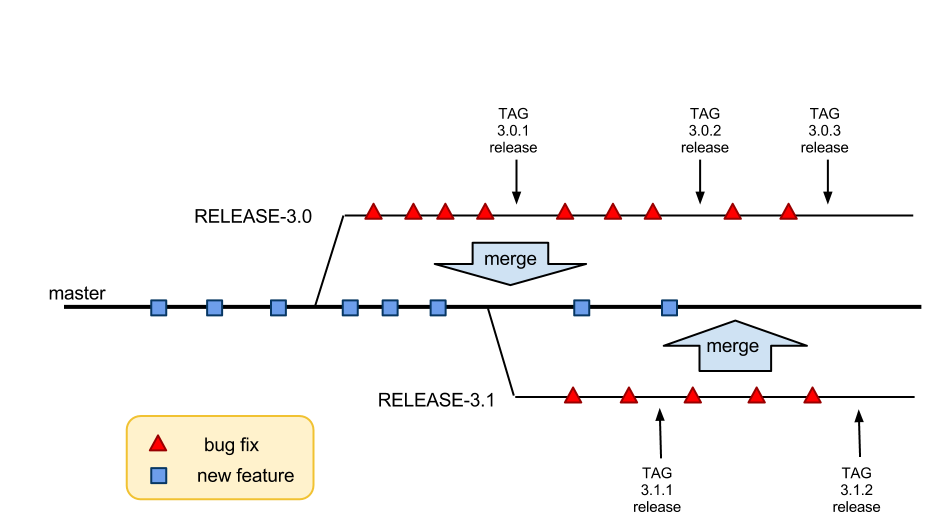 TAG
3.0.1
release
TAG
3.0.2
release
TAG
3.0.3
release
RELEASE-3.0
merge
master
merge
RELEASE-3.1
bug fix
new feature
TAG
3.1.1
release
TAG
3.1.2
release